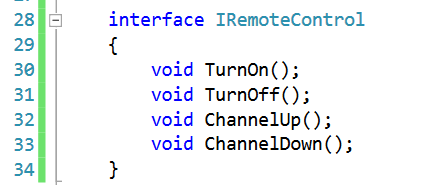 28 interface IRemoteControl
29 {
30 void TurnOn();
31 void TurnOff();
32 void ChannelUp();
33 void ChannelDown();
34 }